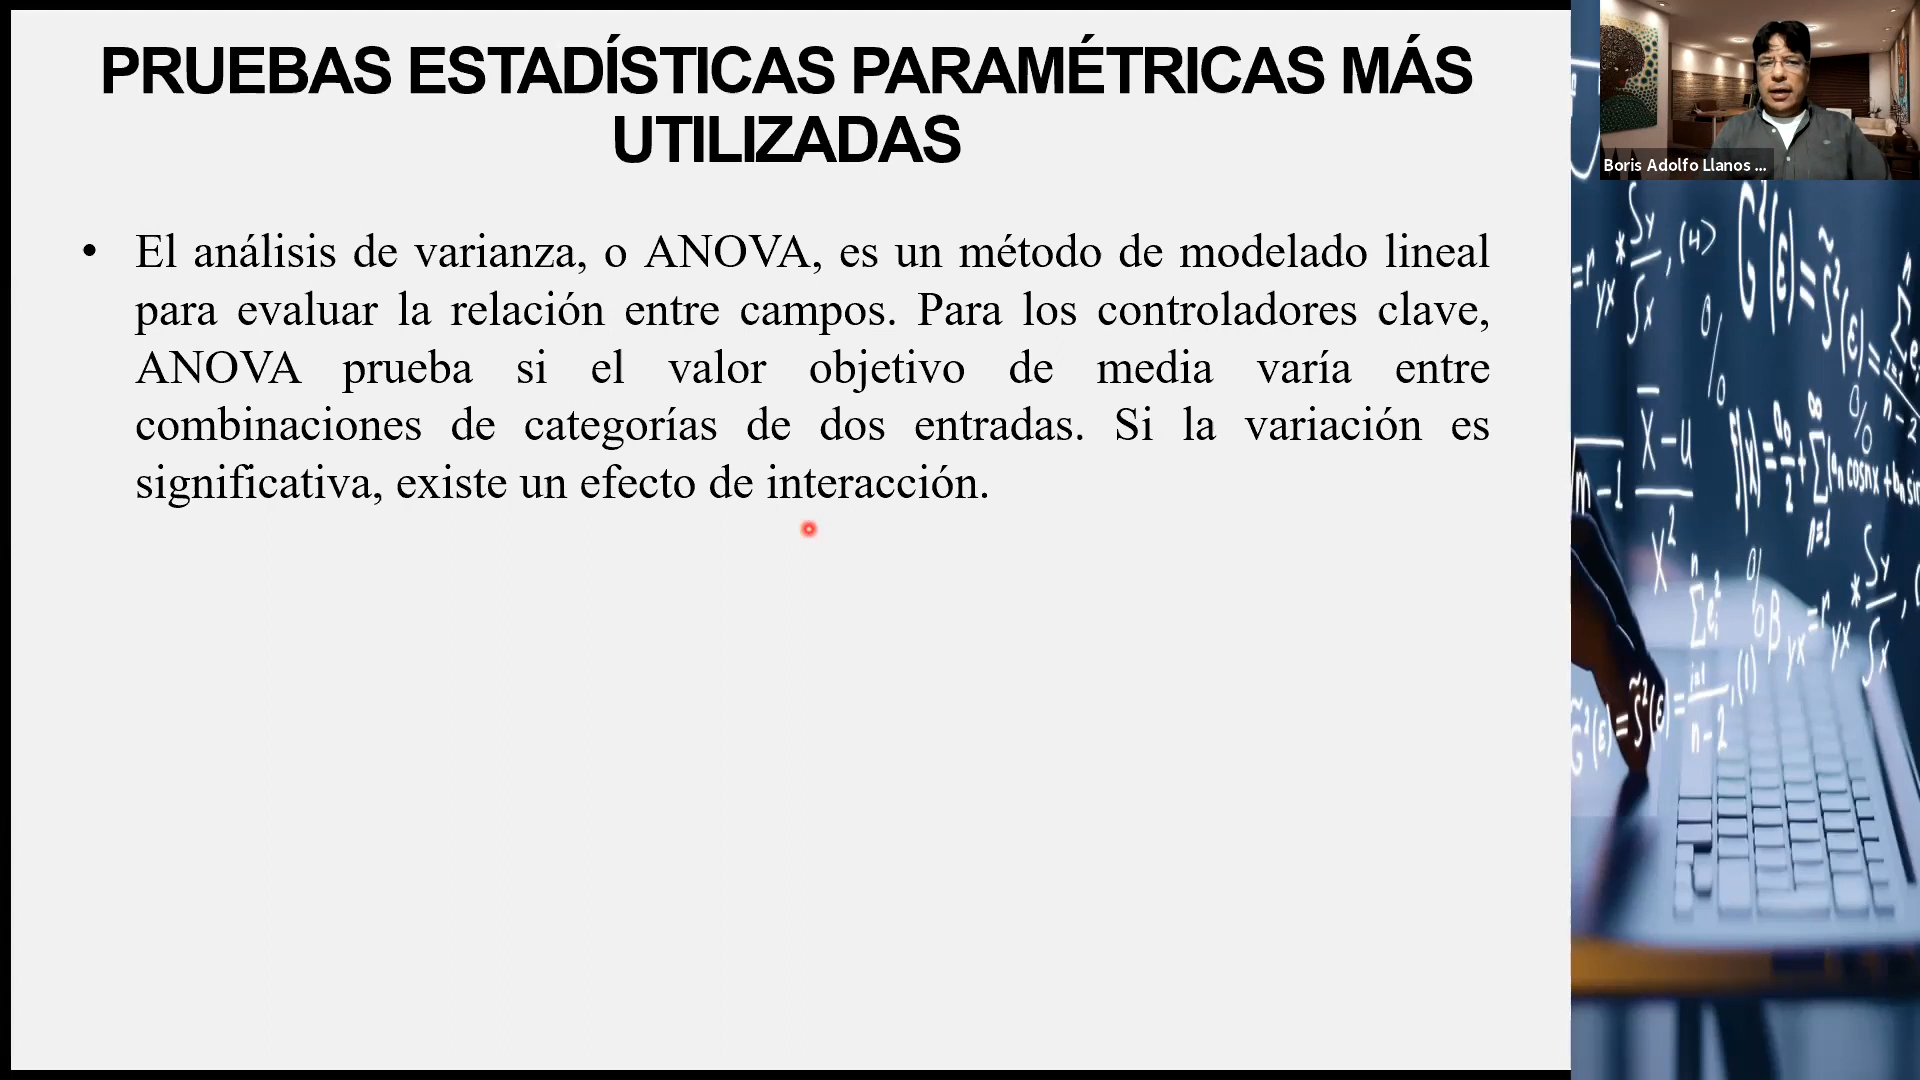 PRUEBAS ESTADÍSTICAS PARAMÉTRICAS MÁS
UTILIZADAS
• El análisis de varianza, o ANOVA, es un método de modelado lineal
para evaluar la relación entre campos. Para los controladores clave,
ANOVA prueba si el valor objetivo de media varía entre
combinaciones de categorías de dos entradas. Si la variación es
significativa, existe un efecto de interacción.
Boris Adolfo Llanos ...